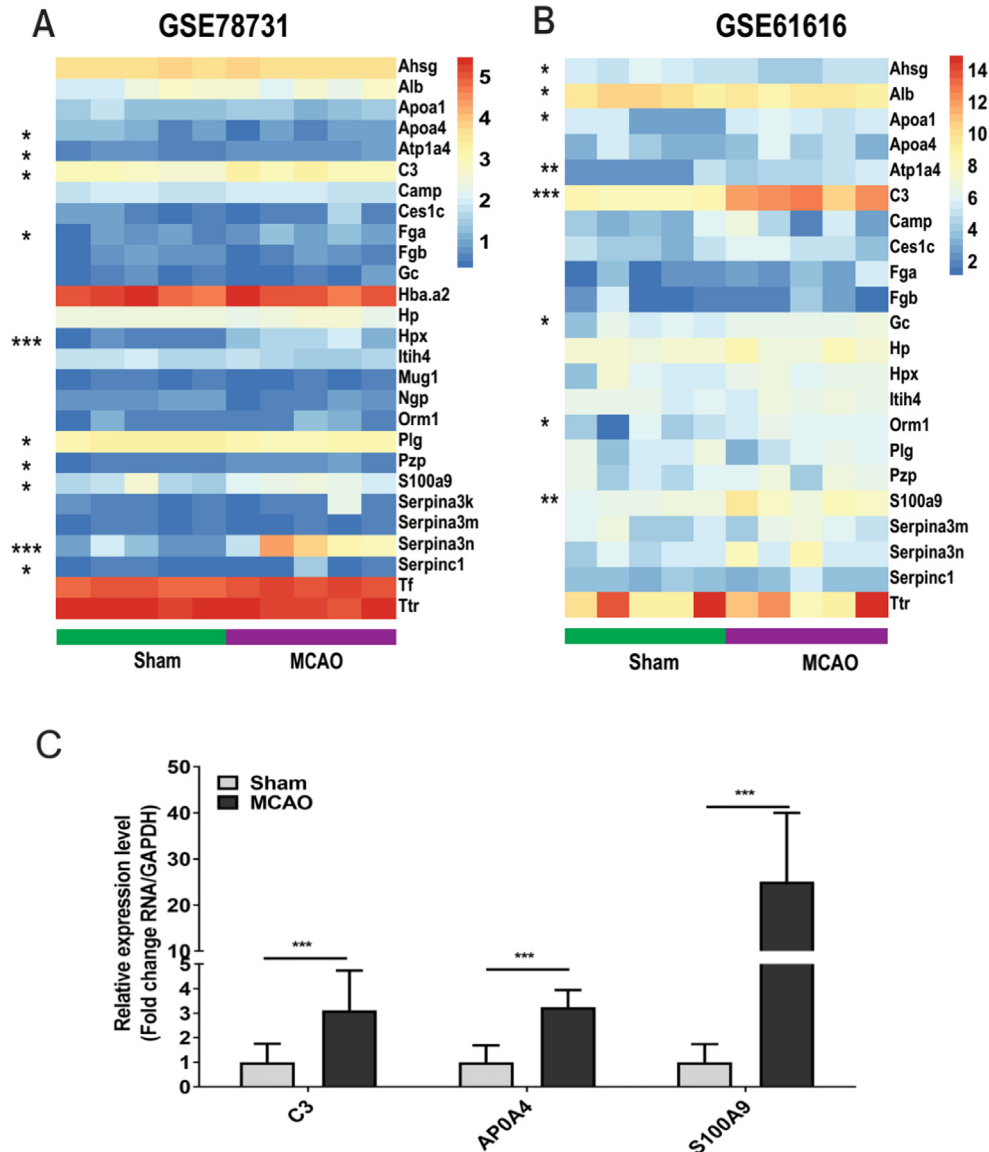 A
GSE78731
Ahsg
Alb
Apoa1
Apoa4
* Atp1a4
*
* C3
Camp
Ces1c
* Fga
Fgb
Gc
Hba.a2
Hp
*** Hpx
Itih4
Mug1
Ngp
Orm1
* Plg
* Pzp
* S100a9
Serpina3k
Serpina3m
*** Serpina3n
* Serpinc1
Tf
Ttr
5
4
3
2
1
Sham MCAO
B
GSE61616
* Ahsg
* Alb
* Apoa1
Apoa4
** Atp1a4
*** C3
Camp
Ces1c
Fga
Fgb
* Gc
Hp
Hpx
Itih4
* Orm1
Plg
Pzp
** S100a9
Serpina3m
Serpina3n
Serpinc1
Ttr
14
12
10
8
6
4
2
Sham MCAO
C
Relative expression level
(Fold change RNA/GAPDH)
50
40
30
20
10
5
4
3
2
1
0
Sham
MCAO
***
***
***
C3
AP0A4
S100A9